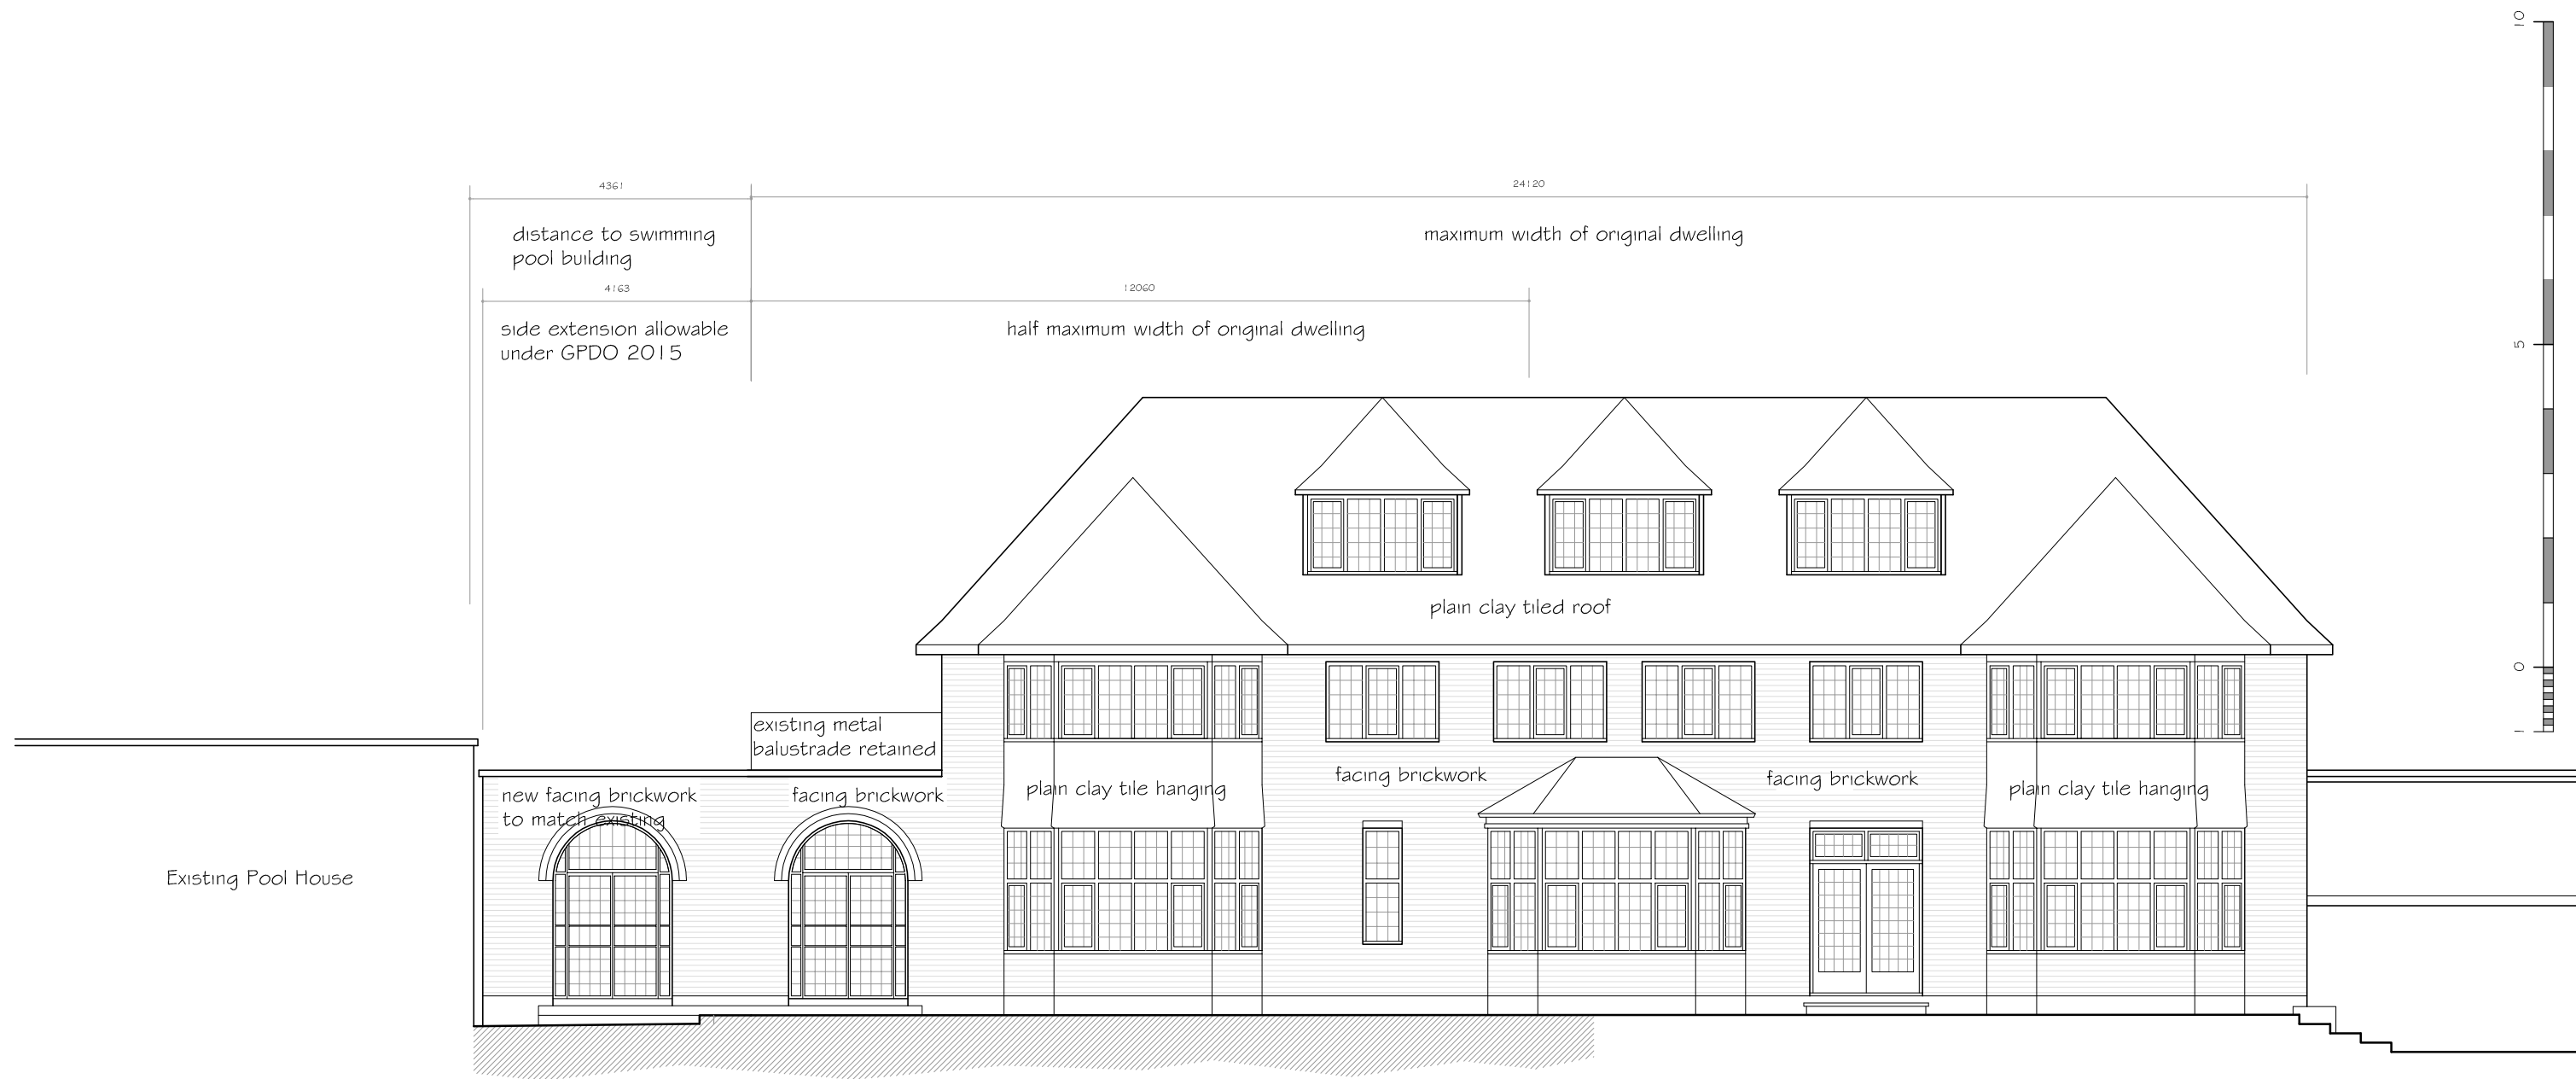 10
4361
24120
distance to swimming
pool building
maximum width of original dwelling
4163
12060
side extension allowable
under GPDO 2015
half maximum width of original dwelling
5
plain clay tiled roof
0
existing metal
balustrade retained
1
new facing brickwork
to match existing
facing brickwork
plain clay tile hanging
facing brickwork
facing brickwork
plain clay tile hanging
Existing Pool House